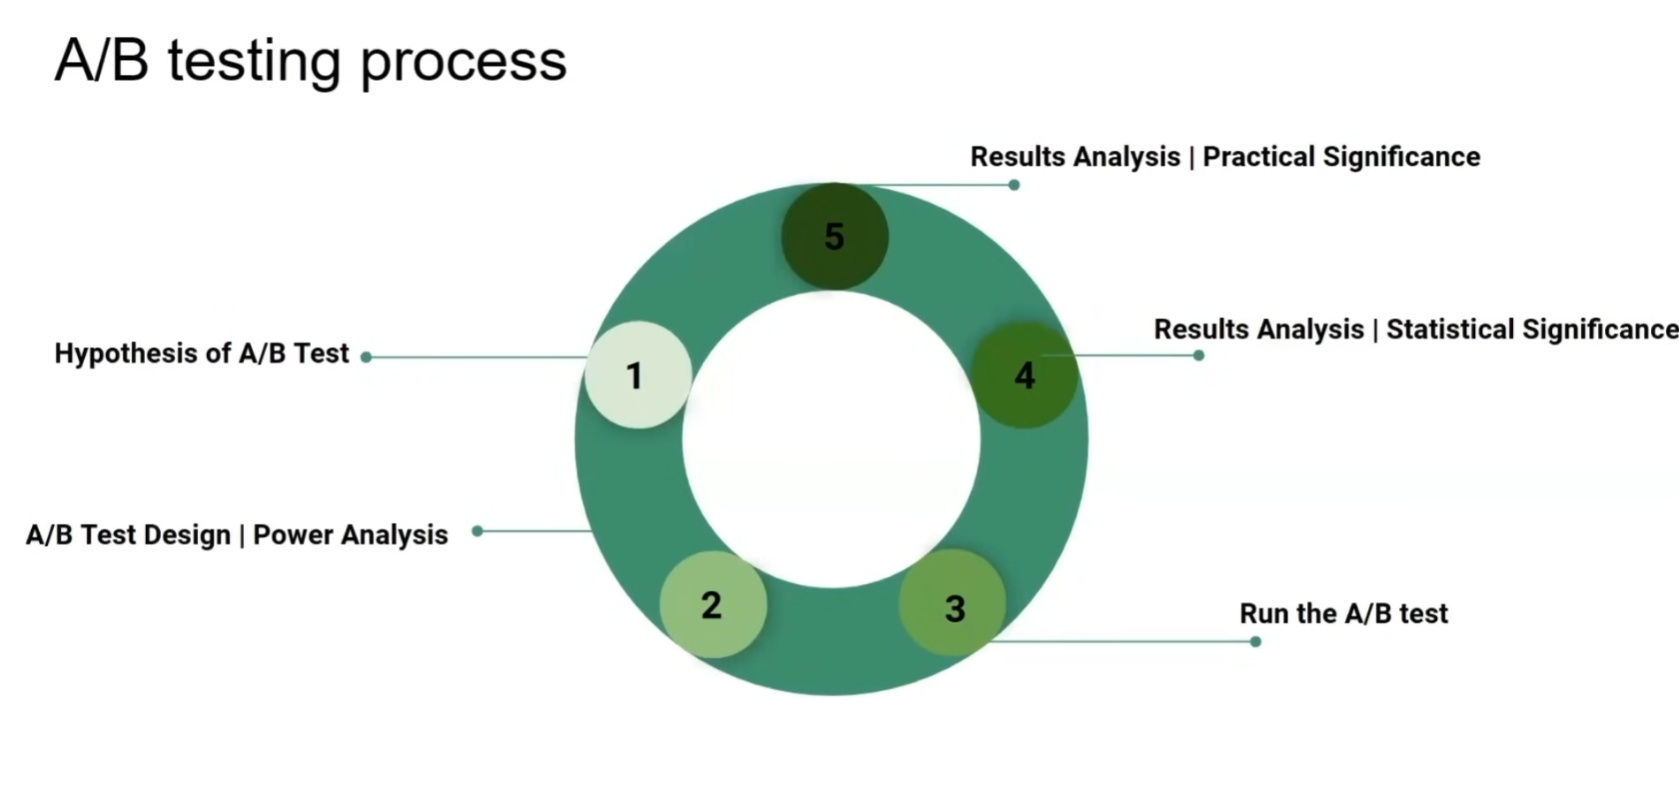 A/B testing process
Results Analysis | Practical Significance
5
Results Analysis | Statistical Significance
Hypothesis of A/B Test
1
4
A/B Test Design | Power Analysis
2
3
Run the A/B test